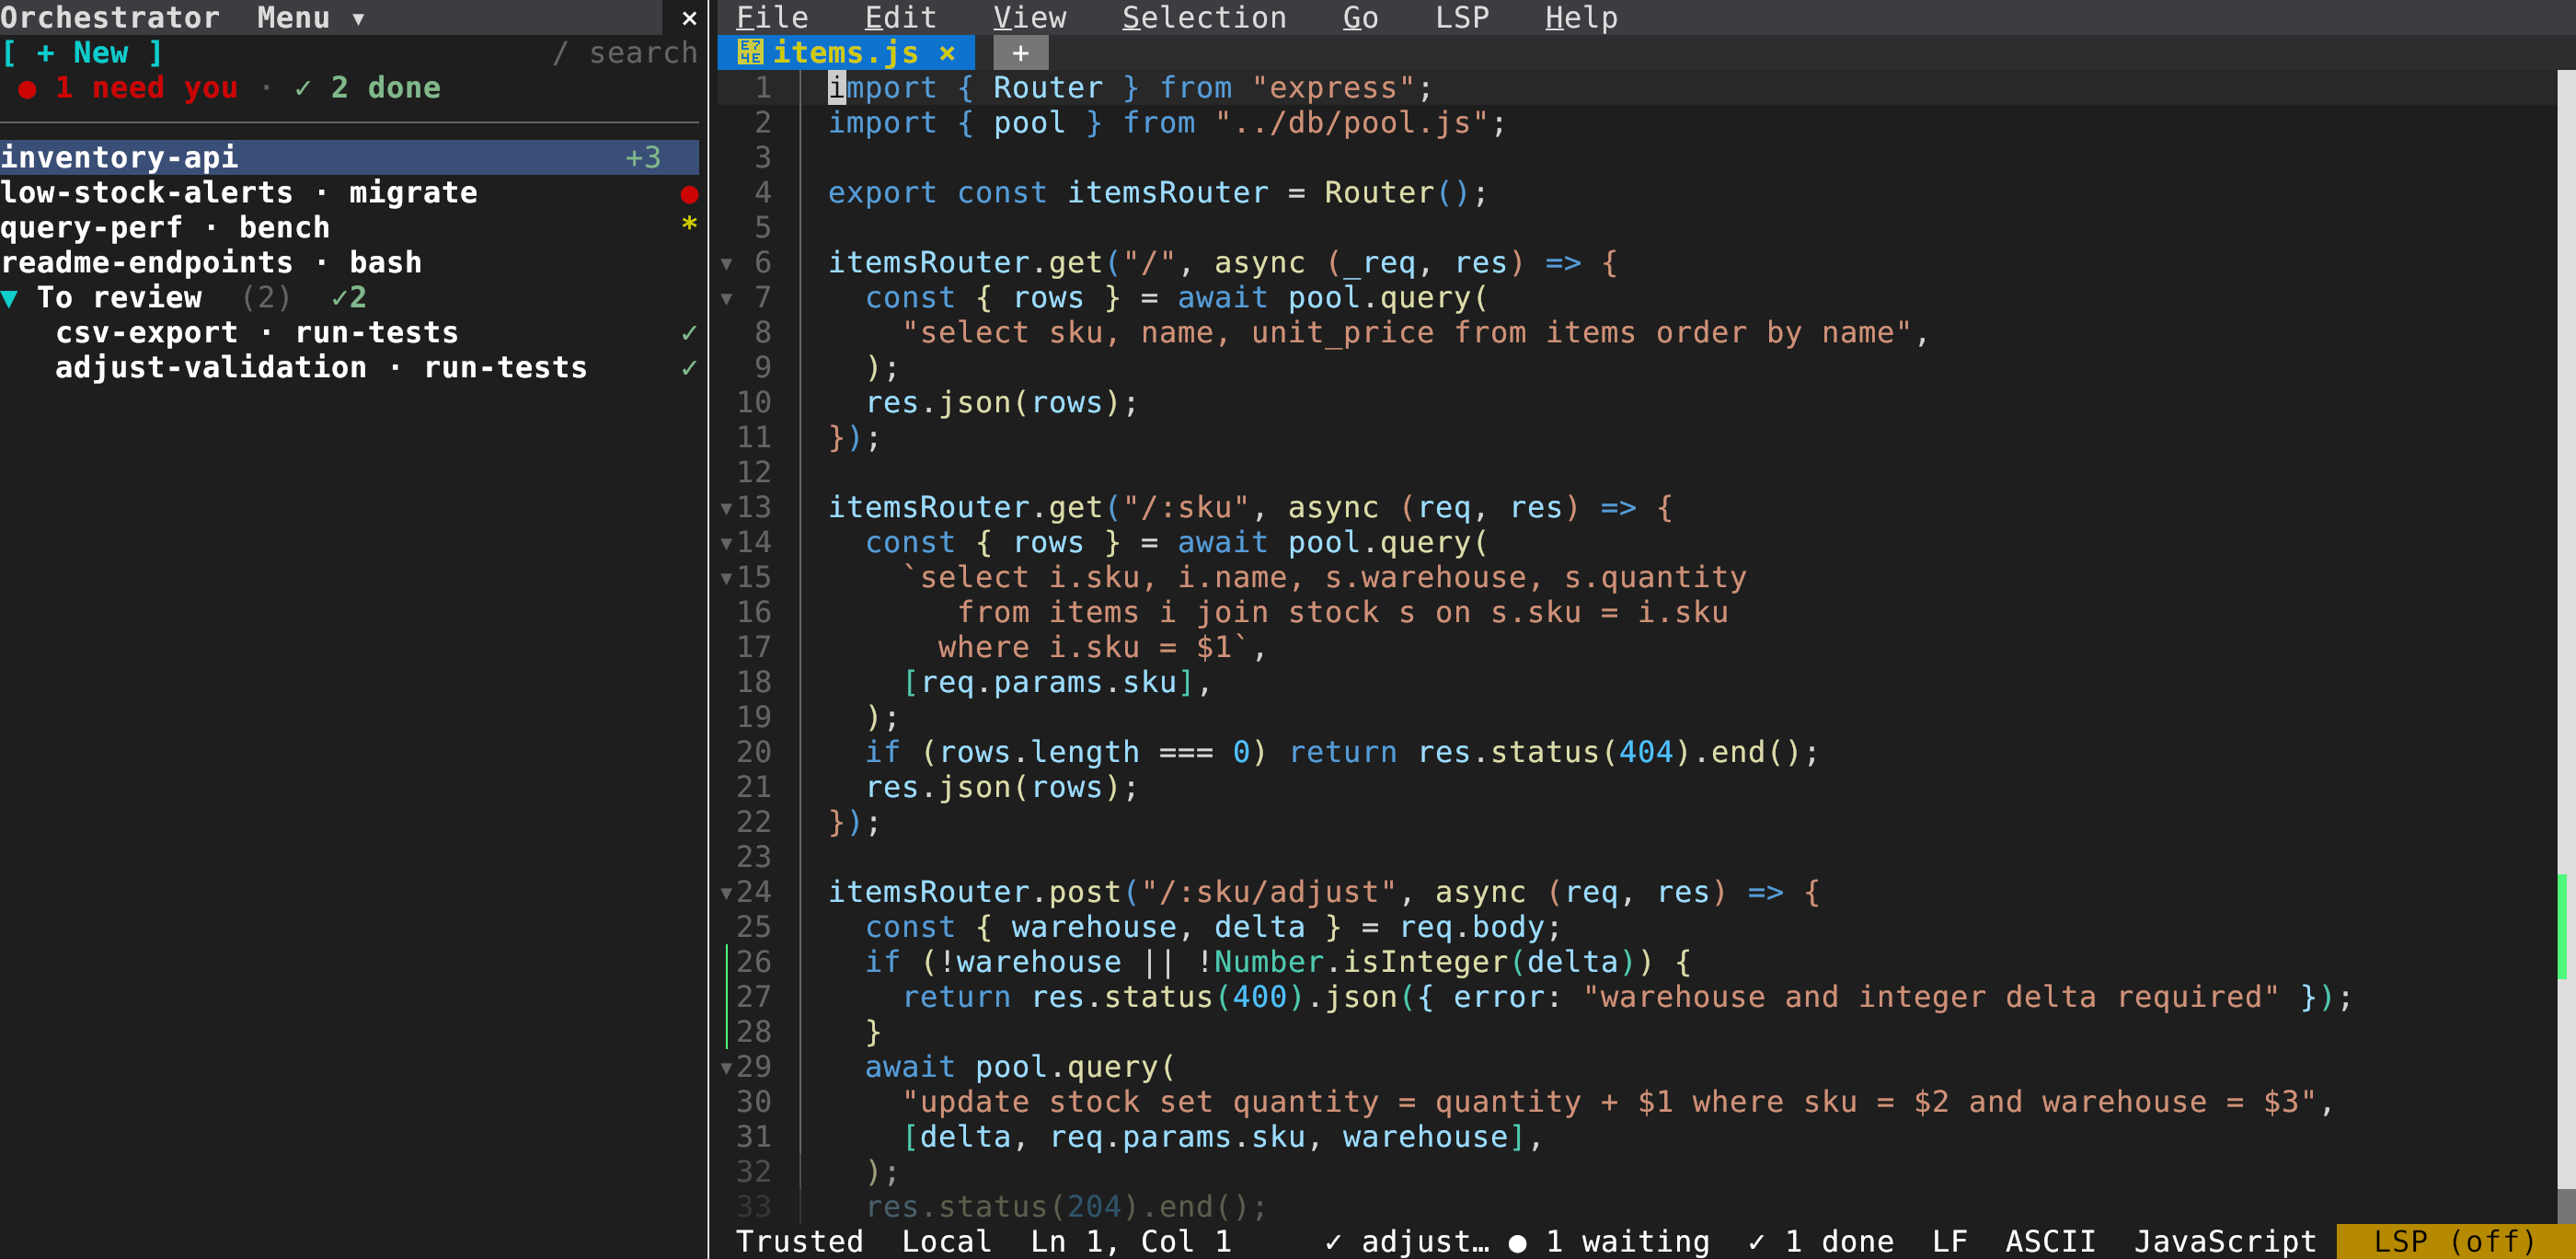 Orchestrator  Menu ▾  ×
[ + New ]  / search
● 1 need you · ✓ 2 done
inventory-api  +3
low-stock-alerts · migrate  ●
query-perf · bench  *
readme-endpoints · bash
▼ To review  (2)  ✓2
csv-export · run-tests  ✓
adjust-validation · run-tests  ✓
File  Edit  View  Selection  Go  LSP  Help
items.js ×  +
1  import { Router } from "express";
2  import { pool } from "../db/pool.js";
3
4  export const itemsRouter = Router();
5
▾ 6  itemsRouter.get("/", async (_req, res) => {
▾ 7    const { rows } = await pool.query(
8      "select sku, name, unit_price from items order by name",
9    );
10    res.json(rows);
11  });
12
▾ 13  itemsRouter.get("/:sku", async (req, res) => {
▾ 14    const { rows } = await pool.query(
▾ 15      `select i.sku, i.name, s.warehouse, s.quantity
16         from items i join stock s on s.sku = i.sku
17        where i.sku = $1`,
18      [req.params.sku],
19    );
20    if (rows.length === 0) return res.status(404).end();
21    res.json(rows);
22  });
23
▾ 24  itemsRouter.post("/:sku/adjust", async (req, res) => {
25    const { warehouse, delta } = req.body;
26    if (!warehouse || !Number.isInteger(delta)) {
27      return res.status(400).json({ error: "warehouse and integer delta required" });
28    }
▾ 29    await pool.query(
30      "update stock set quantity = quantity + $1 where sku = $2 and warehouse = $3",
31      [delta, req.params.sku, warehouse],
32    );
33    res.status(204).end();
Trusted  Local  Ln 1, Col 1  ✓ adjust… ● 1 waiting  ✓ 1 done  LF  ASCII  JavaScript  LSP (off)